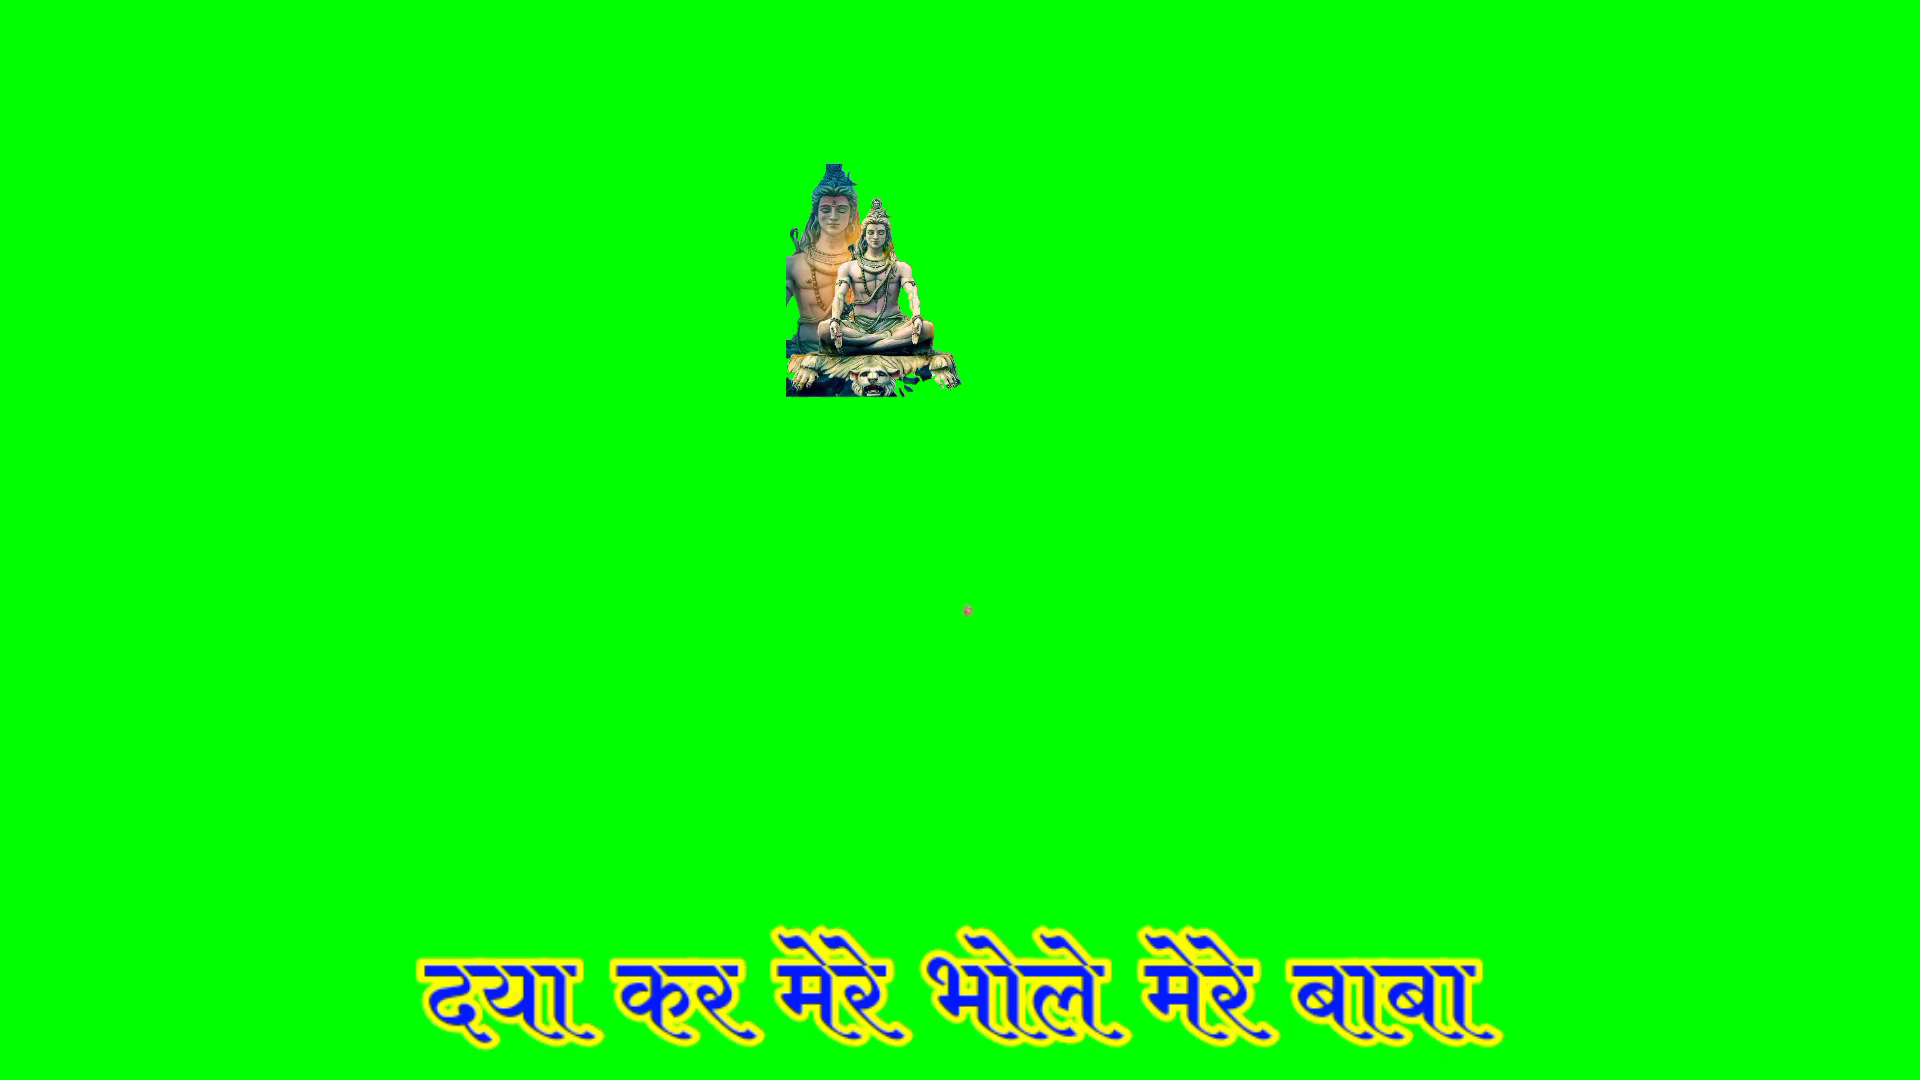 दया कर मेरे भोले मेरे बाबा